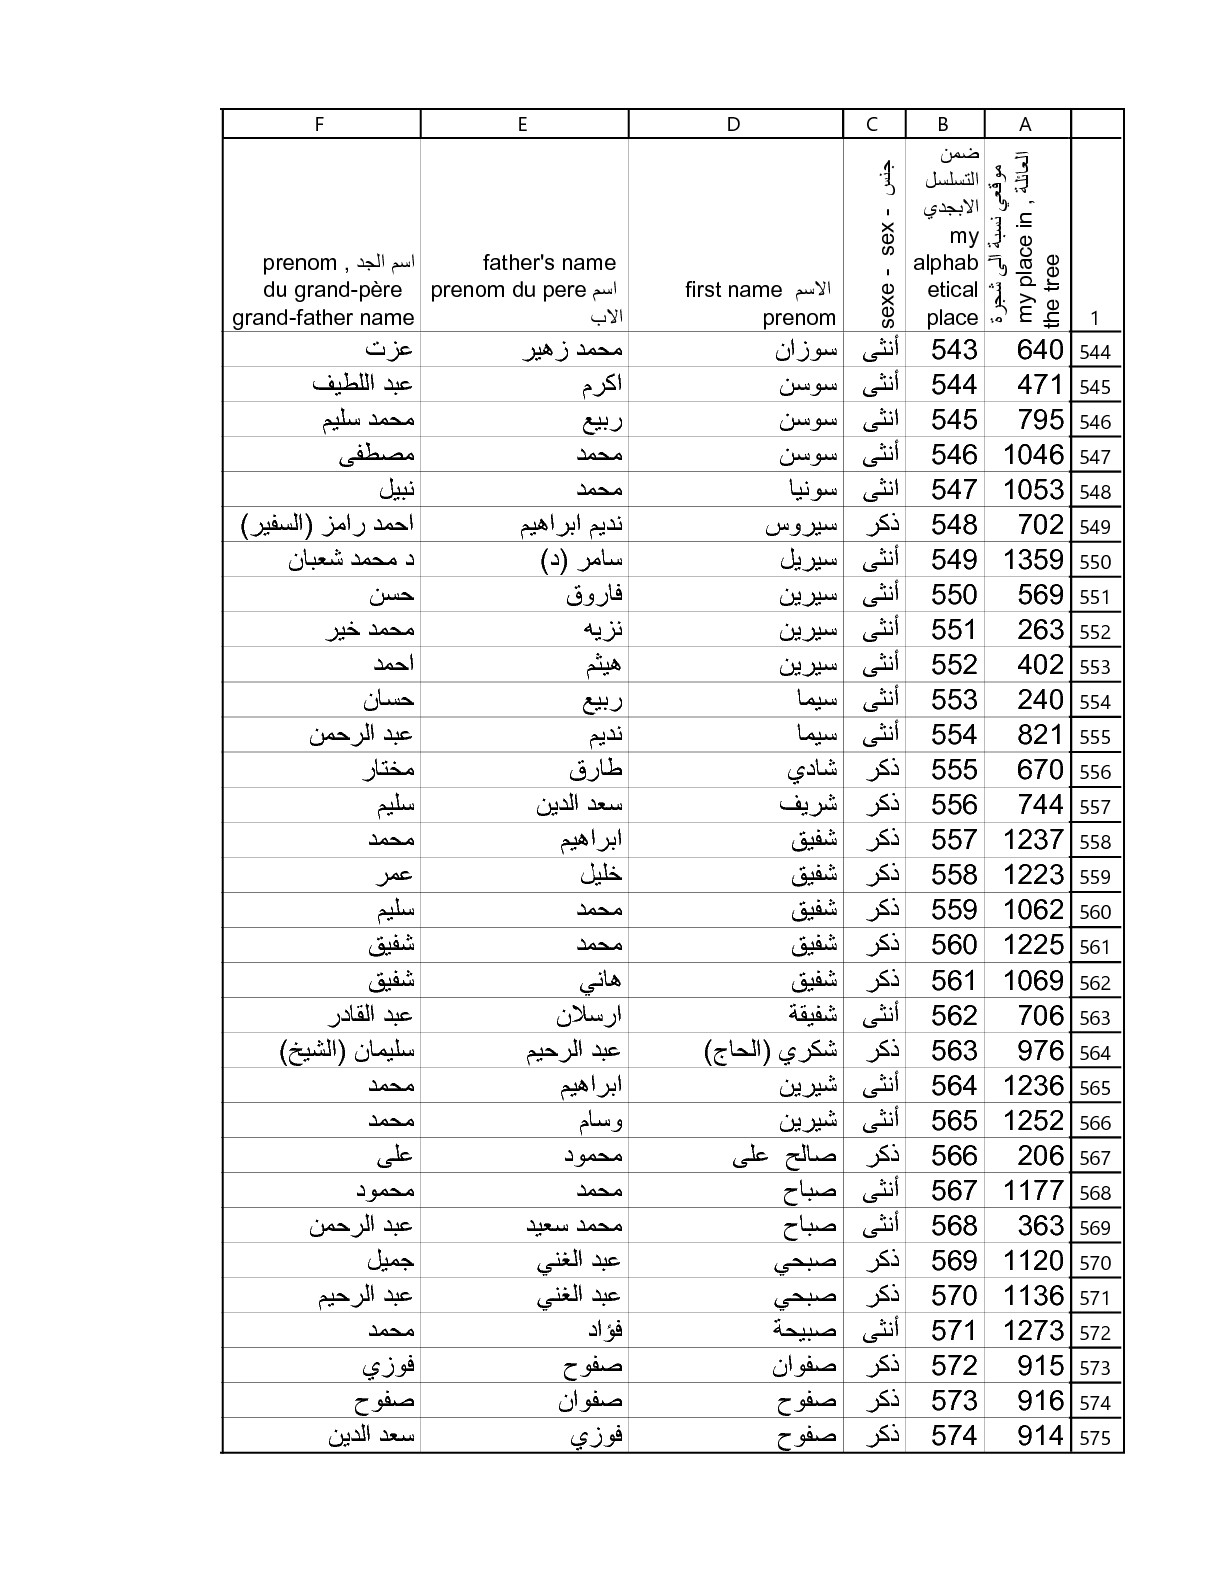 A B C D E F
1
موقعي نسبة الى شجرة
العائلة , my place in
the tree
ضمن
التسلسل
الابجدي
my
alphab
etical
place
sexe - sex - جنس
first name الاسم
prenom
father's name
prenom du pere اسم
الاب
prenom , اسم الجد
du grand-père
grand-father name
544 640 543 أنثى سوزان محمد زهير عزت
545 471 544 أنثى سوسن اكرم عبد اللطيف
546 795 545 انثى سوسن ربيع محمد سليم
547 1046 546 أنثى سوسن محمد مصطفى
548 1053 547 انثى سونيا محمد نبيل
549 702 548 ذكر سيروس نديم ابراهيم احمد رامز (السفير)
550 1359 549 أنثى سيريل سامر (د) د محمد شعبان
551 569 550 أنثى سيرين فاروق حسن
552 263 551 أنثى سيرين نزيه محمد خير
553 402 552 أنثى سيرين هيثم احمد
554 240 553 أنثى سيما ربيع حسان
555 821 554 أنثى سيما نديم عبد الرحمن
556 670 555 ذكر شادي طارق مختار
557 744 556 ذكر شريف سعد الدين سليم
558 1237 557 ذكر شفيق ابراهيم محمد
559 1223 558 ذكر شفيق خليل عمر
560 1062 559 ذكر شفيق محمد سليم
561 1225 560 ذكر شفيق محمد شفيق
562 1069 561 ذكر شفيق هاني شفيق
563 706 562 أنثى شفيقة ارسلان عبد القادر
564 976 563 ذكر شكري (الحاج) عبد الرحيم سليمان (الشيخ)
565 1236 564 أنثى شيرين ابراهيم محمد
566 1252 565 أنثى شيرين وسام محمد
567 206 566 ذكر صالح على محمود على
568 1177 567 أنثى صباح محمد محمود
569 363 568 أنثى صباح محمد سعيد عبد الرحمن
570 1120 569 ذكر صبحي عبد الغني جميل
571 1136 570 ذكر صبحي عبد الغني عبد الرحيم
572 1273 571 أنثى صبيحة فؤاد محمد
573 915 572 ذكر صفوان صفوح فوزي
574 916 573 ذكر صفوح صفوان صفوح
575 914 574 ذكر صفوح فوزي سعد الدين